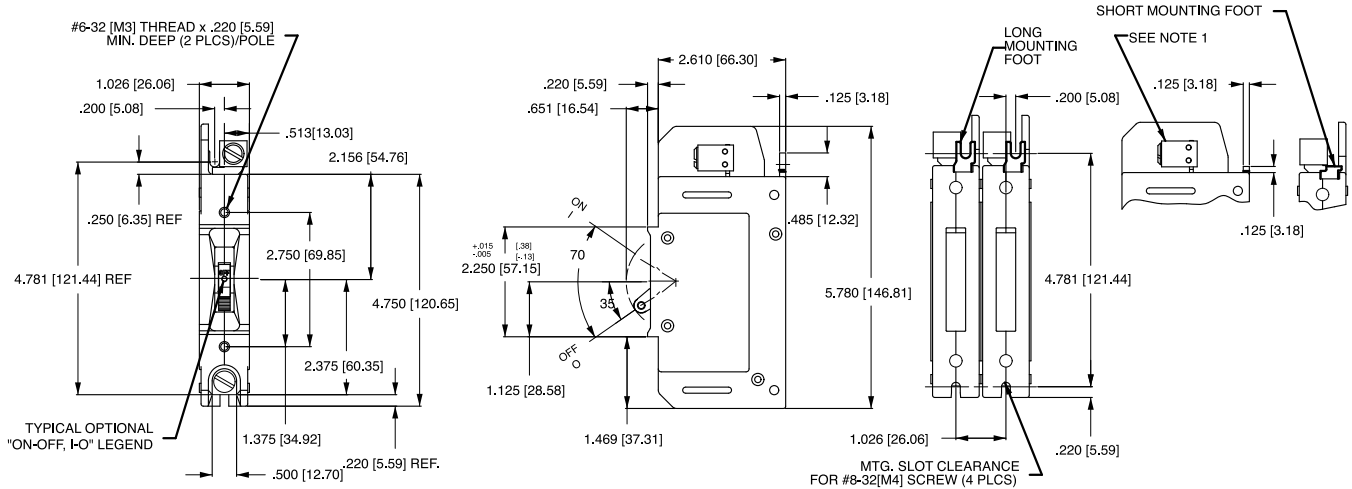 #6-32 [M3] THREAD x .220 [5.59]
MIN. DEEP (2 PLCS)/POLE
1.026 [26.06]
.200 [5.08]
.513[13.03]
2.156 [54.76]
.250 [6.35] REF
2.750 [69.85]
4.781 [121.44] REF
4.750 [120.65]
2.375 [60.35]
TYPICAL OPTIONAL
"ON-OFF, I-O" LEGEND
1.375 [34.92]
.220 [5.59] REF.
.500 [12.70]
2.610 [66.30]
.220 [5.59]
.651 [16.54]
.125 [3.18]
.485 [12.32]
ON
I
+.015 [.38]
-.005 [-.13]
2.250 [57.15]
70
35
OFF
O
5.780 [146.81]
1.125 [28.58]
1.469 [37.31]
LONG
MOUNTING
FOOT
SHORT MOUNTING FOOT
SEE NOTE 1
.200 [5.08]
.125 [3.18]
.125 [3.18]
4.781 [121.44]
1.026 [26.06]
.220 [5.59]
MTG. SLOT CLEARANCE
FOR #8-32[M4] SCREW (4 PLCS)